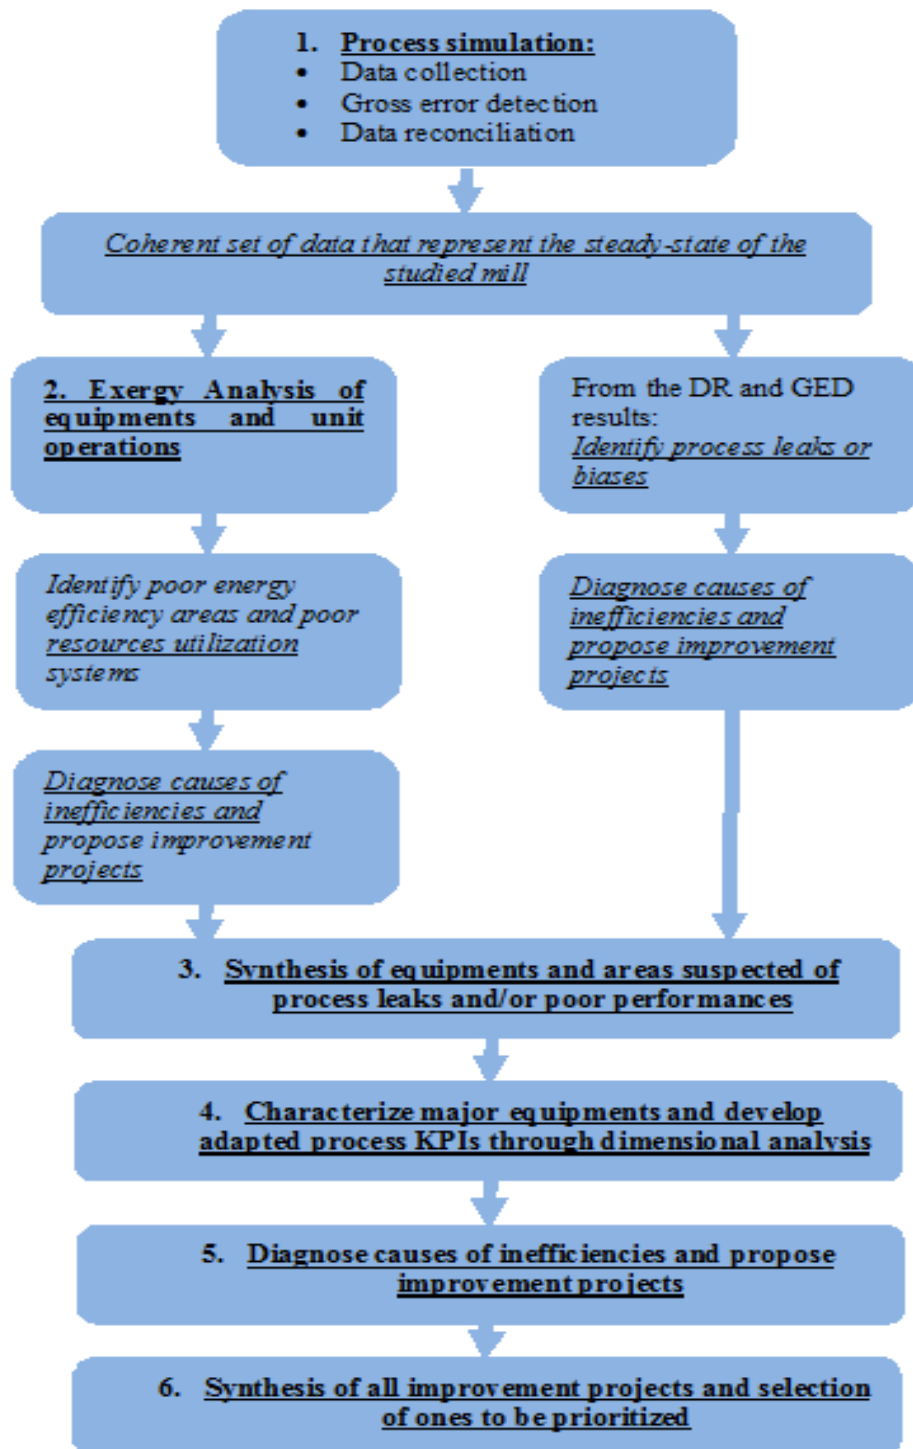 1. Process simulation:
• Data collection
• Gross error detection
• Data reconciliation
Coherent set of data that represent the steady-state of the
studied mill
2. Exergy Analysis of
equipments and unit
operations
From the DR and GED
results:
Identify process leaks or
biases
Identify poor energy
efficiency areas and poor
resources utilization
systems
Diagnose causes of
inefficiencies and
propose improvement
projects
Diagnose causes of
inefficiencies and
propose improvement
projects
3. Synthesis of equipments and areas suspected of
process leaks and/or poor performances
4. Characterize major equipments and develop
adapted process KPIs through dimensional analysis
5. Diagnose causes of inefficiencies and propose
improvement projects
6. Synthesis of all improvement projects and selection
of ones to be prioritized